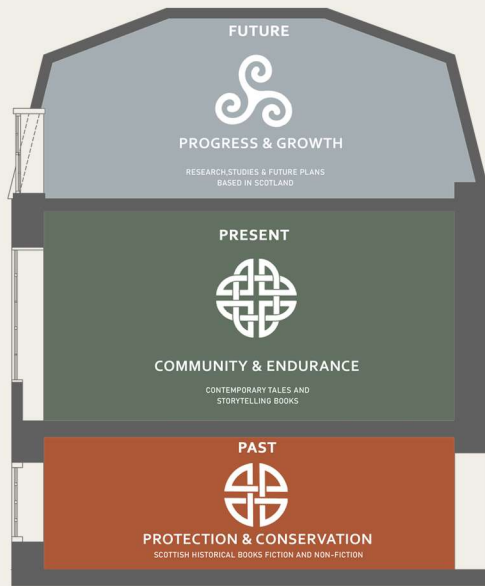 FUTURE
PROGRESS & GROWTH
RESEARCH,STUDIES & FUTURE PLANS
BASED IN SCOTLAND
PRESENT
COMMUNITY & ENDURANCE
CONTEMPORARY TALES AND
STORYTELLING BOOKS
PAST
PROTECTION & CONSERVATION
SCOTTISH HISTORICAL BOOKS FICTION AND NON-FICTION